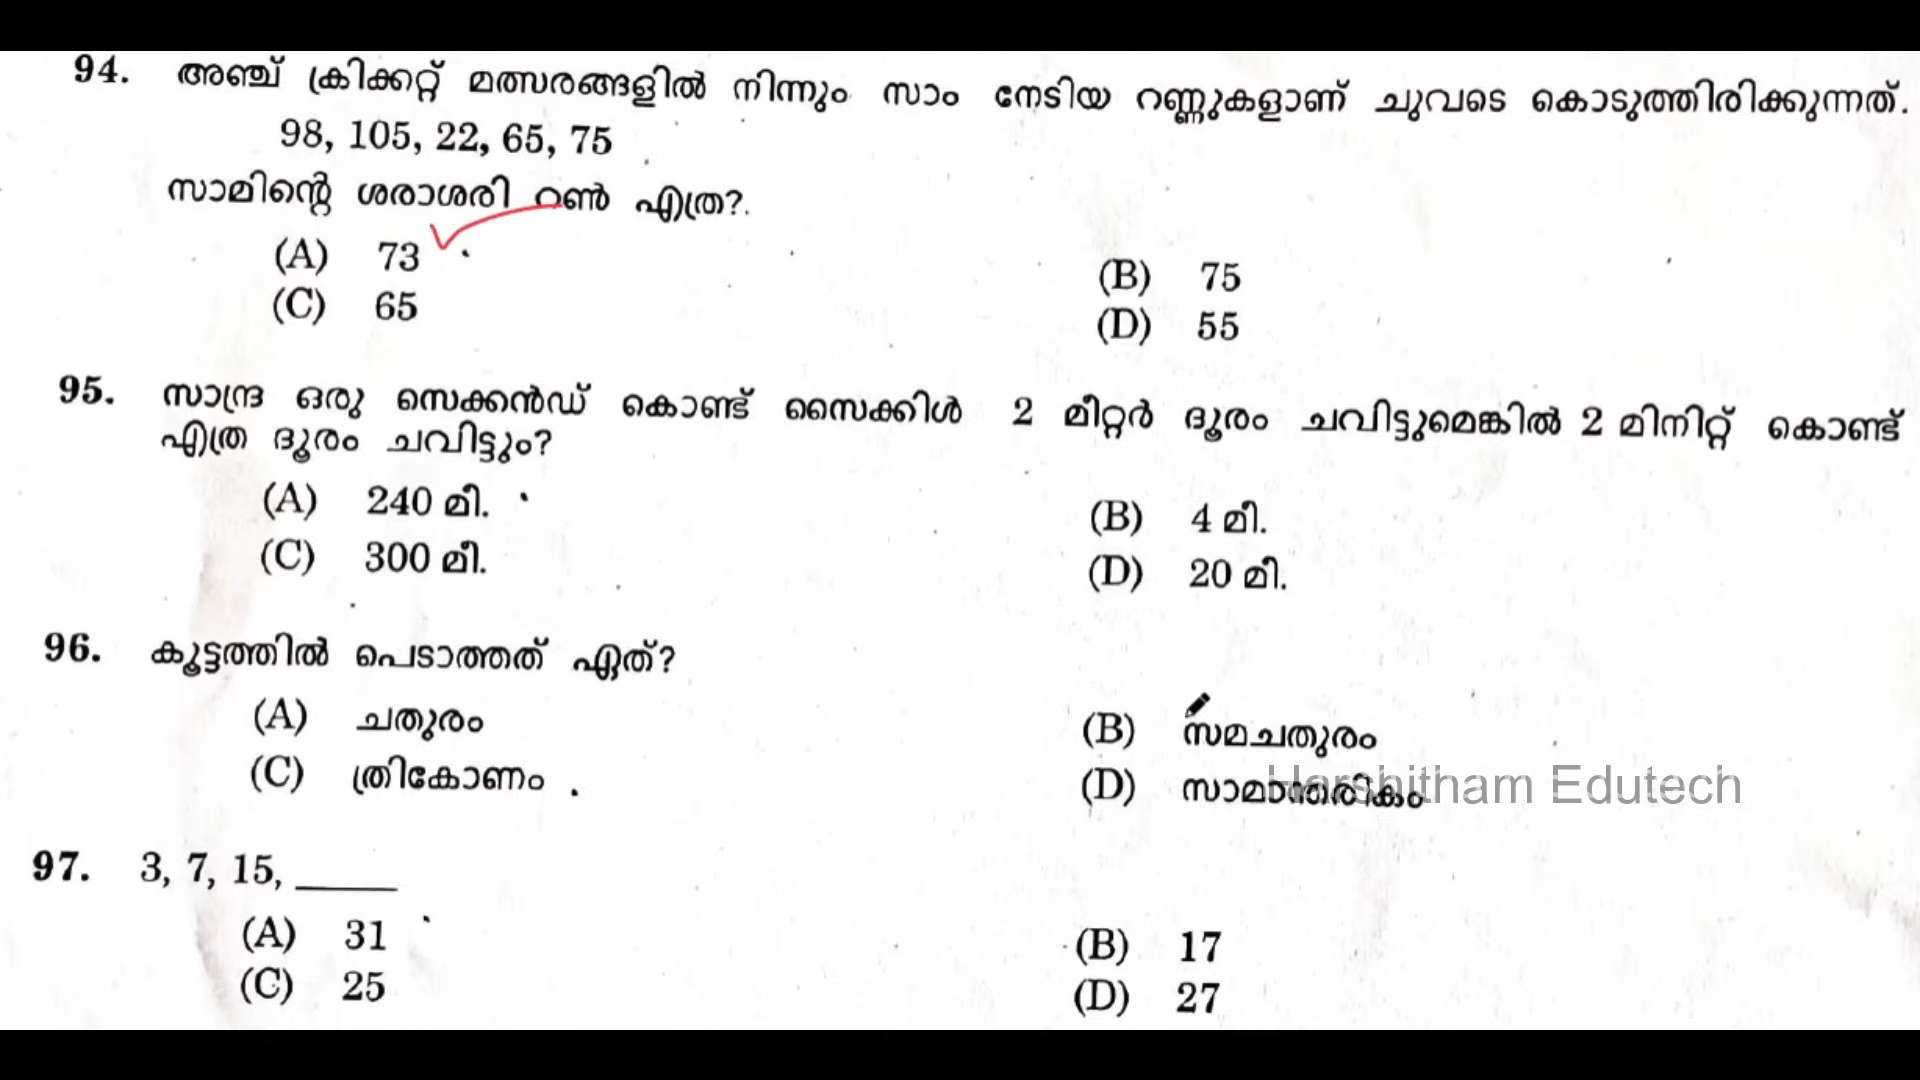 94. അഞ്ച് ക്രിക്കറ്റ് മത്സരങ്ങളിൽ നിന്നും സാം നേടിയ റണ്ണുകളാണ് ചുവടെ കൊടുത്തിരിക്കുന്നത്.
98, 105, 22, 65, 75
സാമിന്റെ ശരാശരി റൺ എത്ര?
(A) 73 (B) 75
(C) 65 (D) 55
95. സാന്ദ്ര ഒരു സെക്കൻഡ് കൊണ്ട് സൈക്കിൾ 2 മീറ്റർ ദൂരം ചവിട്ടുമെങ്കിൽ 2 മിനിറ്റ് കൊണ്ട്
എത്ര ദൂരം ചവിട്ടും?
(A) 240 മീ. (B) 4 മീ.
(C) 300 മീ. (D) 20 മീ.
96. കൂട്ടത്തിൽ പെടാത്തത് ഏത്?
(A) ചതുരം (B) സമചതുരം
(C) ത്രികോണം (D) സാമാന്തരികം
Harshitham Edutech
97. 3, 7, 15, _____
(A) 31 (B) 17
(C) 25 (D) 27